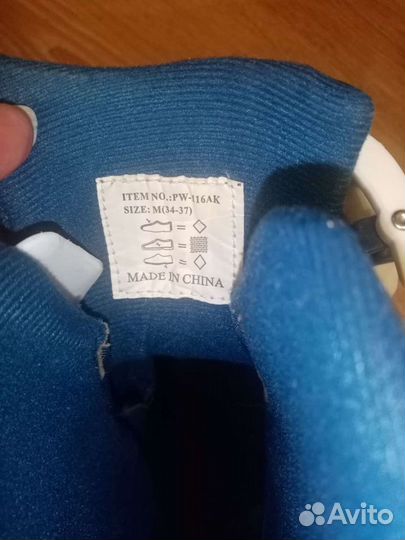 ITEM NO.:PW-116AK
SIZE: M(34-37)
=
=
=
MADE IN CHINA
Avito